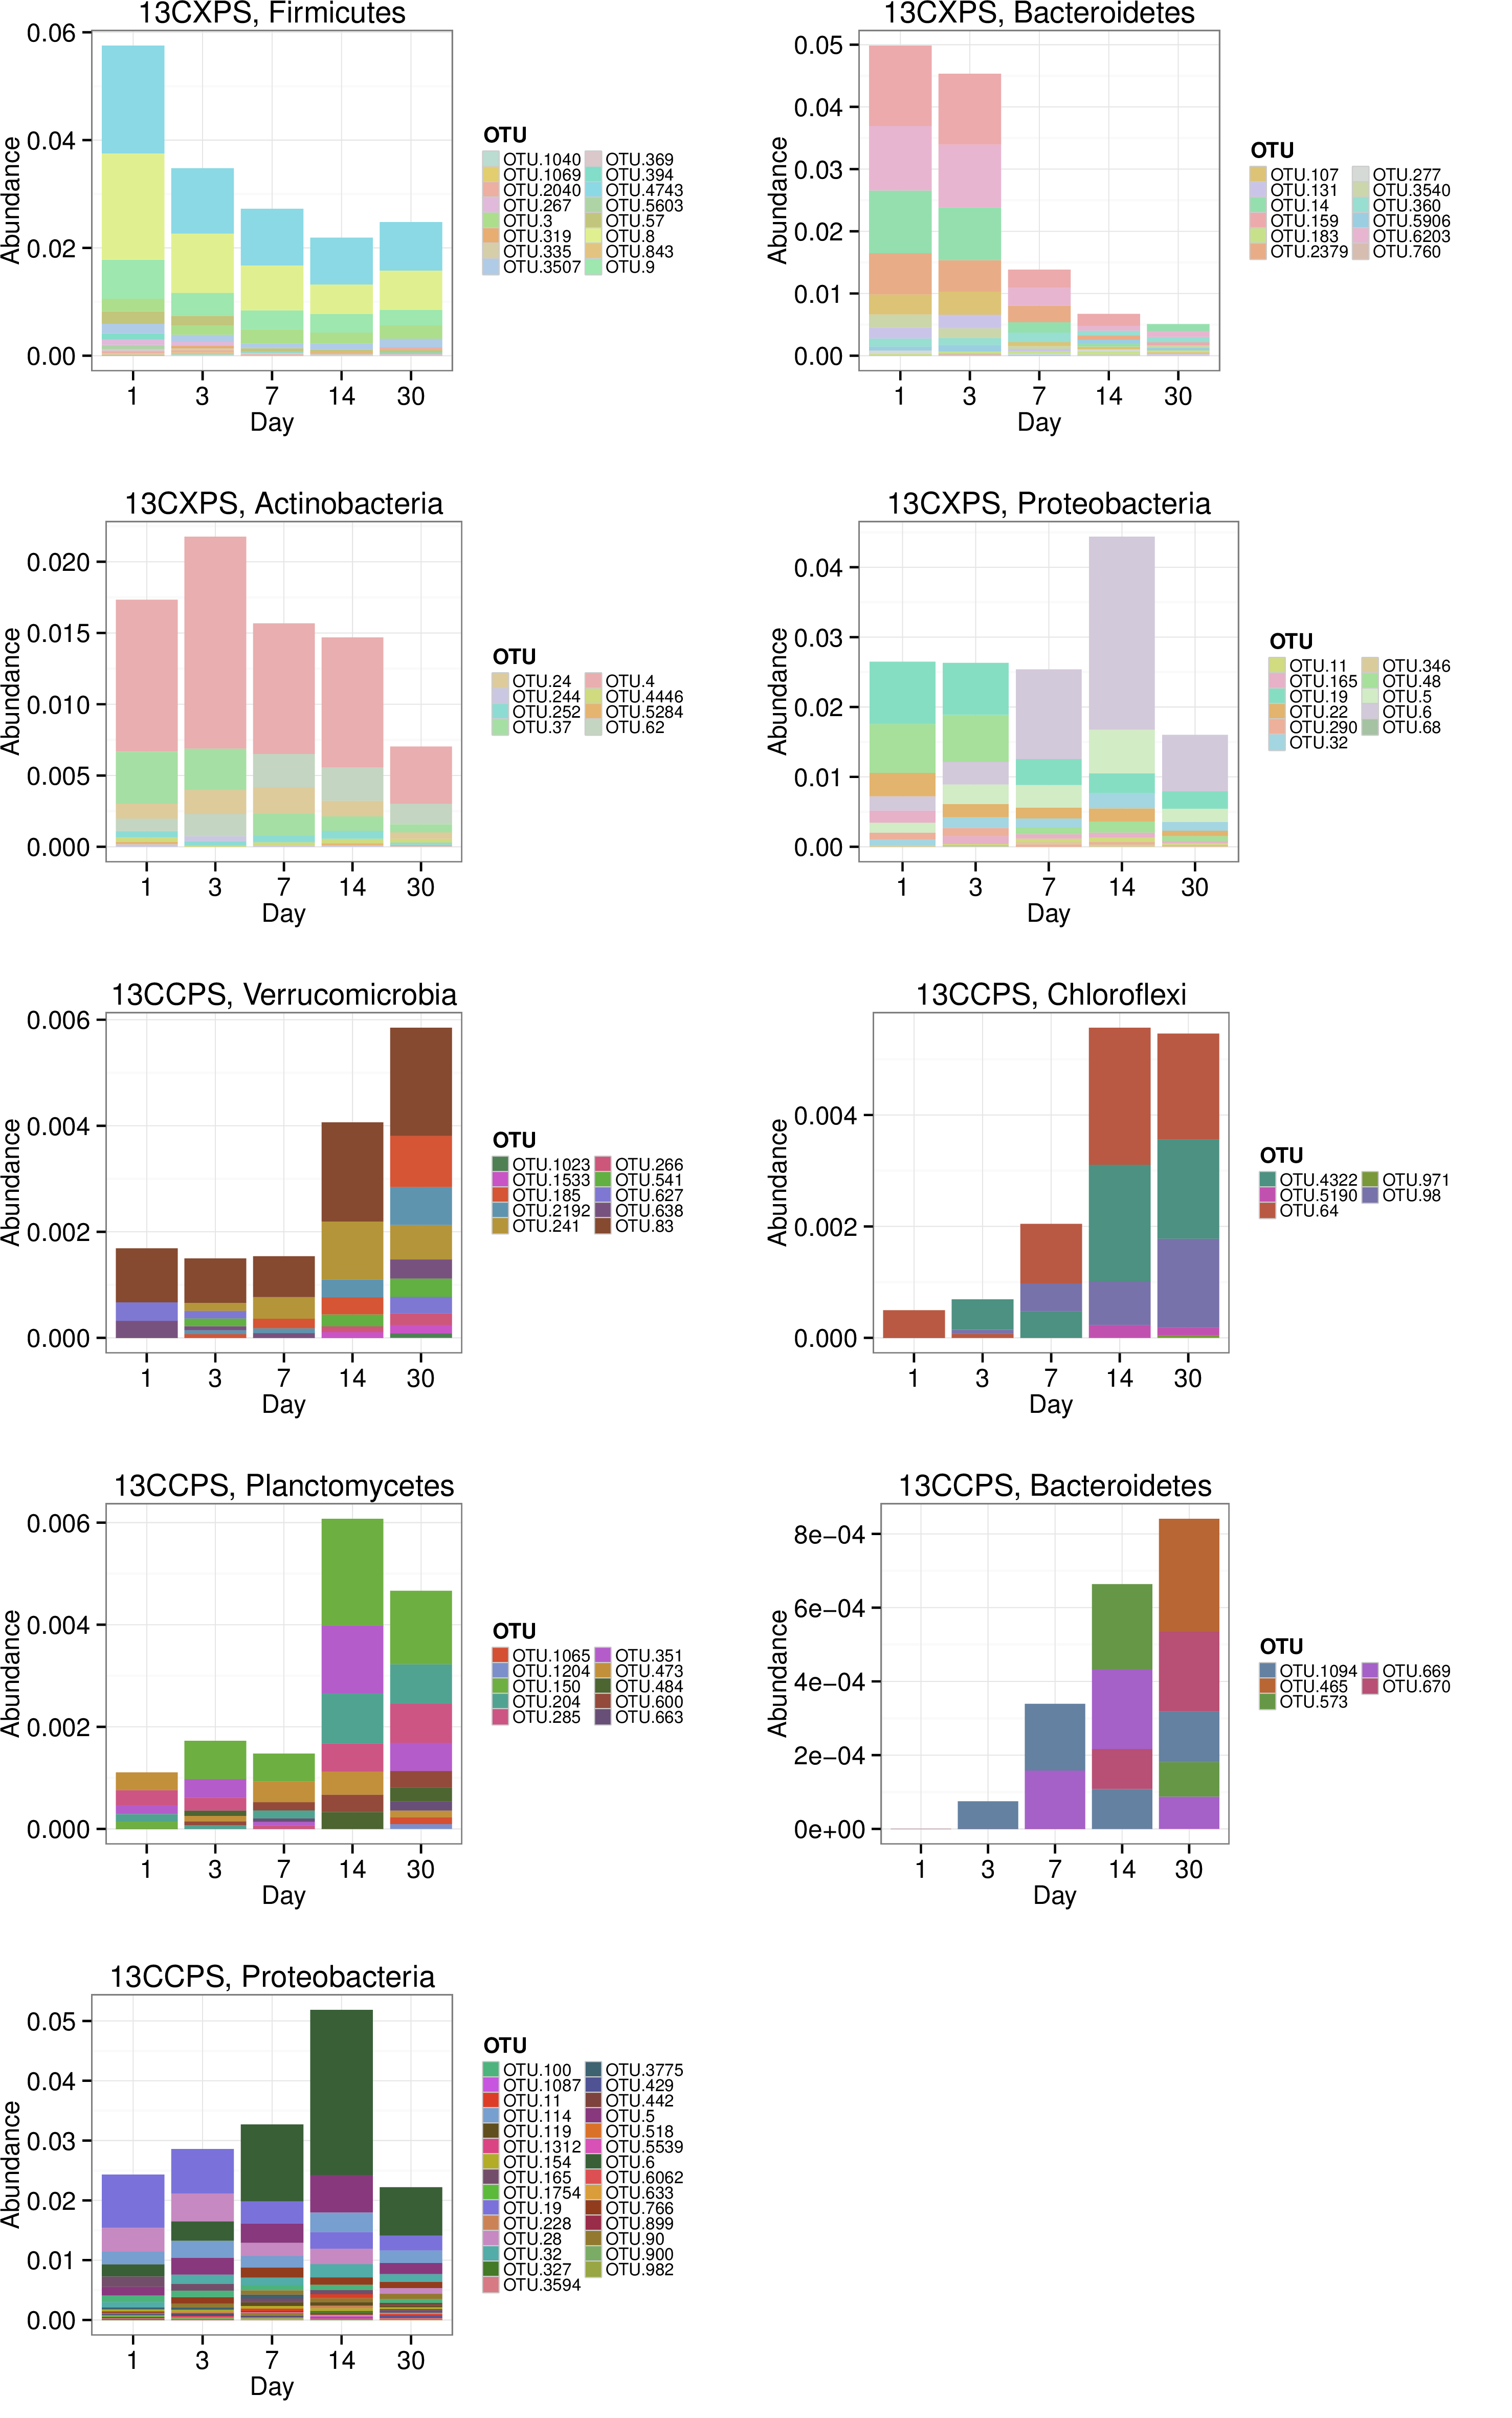 13CXPS, Firmicutes
0.06
0.04
0.02
0.00
Abundance
1 3 7 14 30
Day
OTU
OTU.1040 OTU.369
OTU.1069 OTU.394
OTU.2040 OTU.4743
OTU.267 OTU.5603
OTU.3 OTU.57
OTU.319 OTU.8
OTU.335 OTU.843
OTU.3507 OTU.9
13CXPS, Bacteroidetes
0.05
0.04
0.03
0.02
0.01
0.00
Abundance
1 3 7 14 30
Day
OTU
OTU.107 OTU.277
OTU.131 OTU.3540
OTU.14 OTU.360
OTU.159 OTU.5906
OTU.183 OTU.6203
OTU.2379 OTU.760
13CXPS, Actinobacteria
0.020
0.015
0.010
0.005
0.000
Abundance
1 3 7 14 30
Day
OTU
OTU.24 OTU.4
OTU.244 OTU.4446
OTU.252 OTU.5284
OTU.37 OTU.62
13CXPS, Proteobacteria
0.04
0.03
0.02
0.01
0.00
Abundance
1 3 7 14 30
Day
OTU
OTU.11 OTU.346
OTU.165 OTU.48
OTU.19 OTU.5
OTU.22 OTU.6
OTU.290 OTU.68
OTU.32
13CCPS, Verrucomicrobia
0.006
0.004
0.002
0.000
Abundance
1 3 7 14 30
Day
OTU
OTU.1023 OTU.266
OTU.1533 OTU.541
OTU.185 OTU.627
OTU.2192 OTU.638
OTU.241 OTU.83
13CCPS, Chloroflexi
0.004
0.002
0.000
Abundance
1 3 7 14 30
Day
OTU
OTU.4322 OTU.971
OTU.5190 OTU.98
OTU.64
13CCPS, Planctomycetes
0.006
0.004
0.002
0.000
Abundance
1 3 7 14 30
Day
OTU
OTU.1065 OTU.351
OTU.1204 OTU.473
OTU.150 OTU.484
OTU.204 OTU.600
OTU.285 OTU.663
13CCPS, Bacteroidetes
8e−04
6e−04
4e−04
2e−04
0e+00
Abundance
1 3 7 14 30
Day
OTU
OTU.1094 OTU.669
OTU.465 OTU.670
OTU.573
13CCPS, Proteobacteria
0.05
0.04
0.03
0.02
0.01
0.00
Abundance
1 3 7 14 30
Day
OTU
OTU.100 OTU.3775
OTU.1087 OTU.429
OTU.11 OTU.442
OTU.114 OTU.5
OTU.119 OTU.518
OTU.1312 OTU.5539
OTU.154 OTU.6
OTU.165 OTU.6062
OTU.1754 OTU.633
OTU.19 OTU.766
OTU.228 OTU.899
OTU.28 OTU.90
OTU.32 OTU.900
OTU.327 OTU.982
OTU.3594